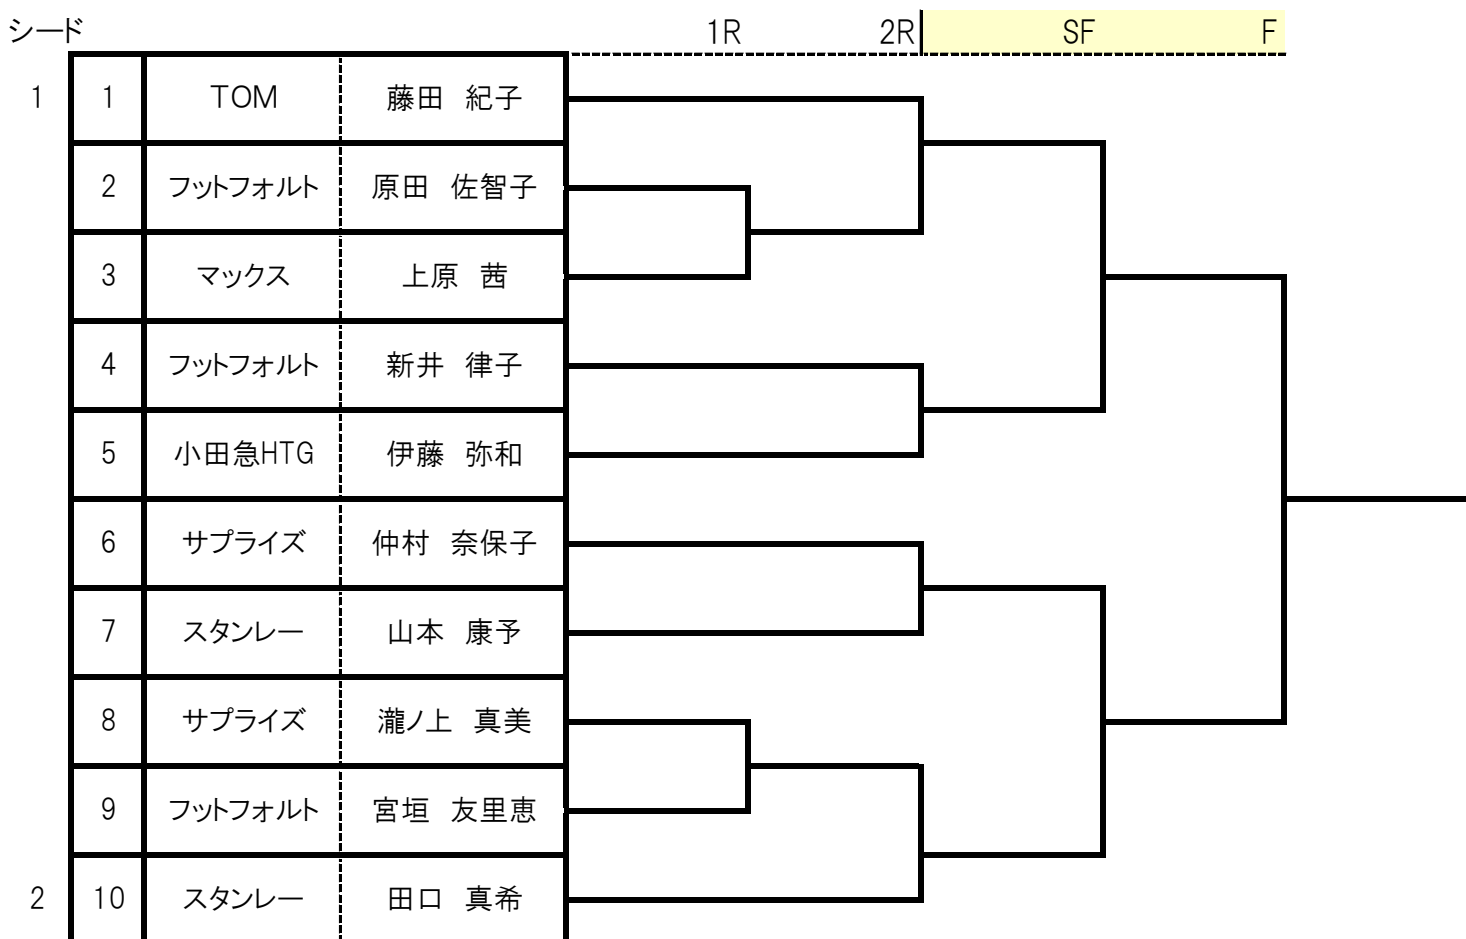 シード 1R 2R SF F
1 1 TOM 藤田 紀子
2 フットフォルト 原田 佐智子
3 マックス 上原 茜
4 フットフォルト 新井 律子
5 小田急HTG 伊藤 弥和
6 サプライズ 仲村 奈保子
7 スタンレー 山本 康予
8 サプライズ 瀧ノ上 真美
9 フットフォルト 宮垣 友里恵
2 10 スタンレー 田口 真希